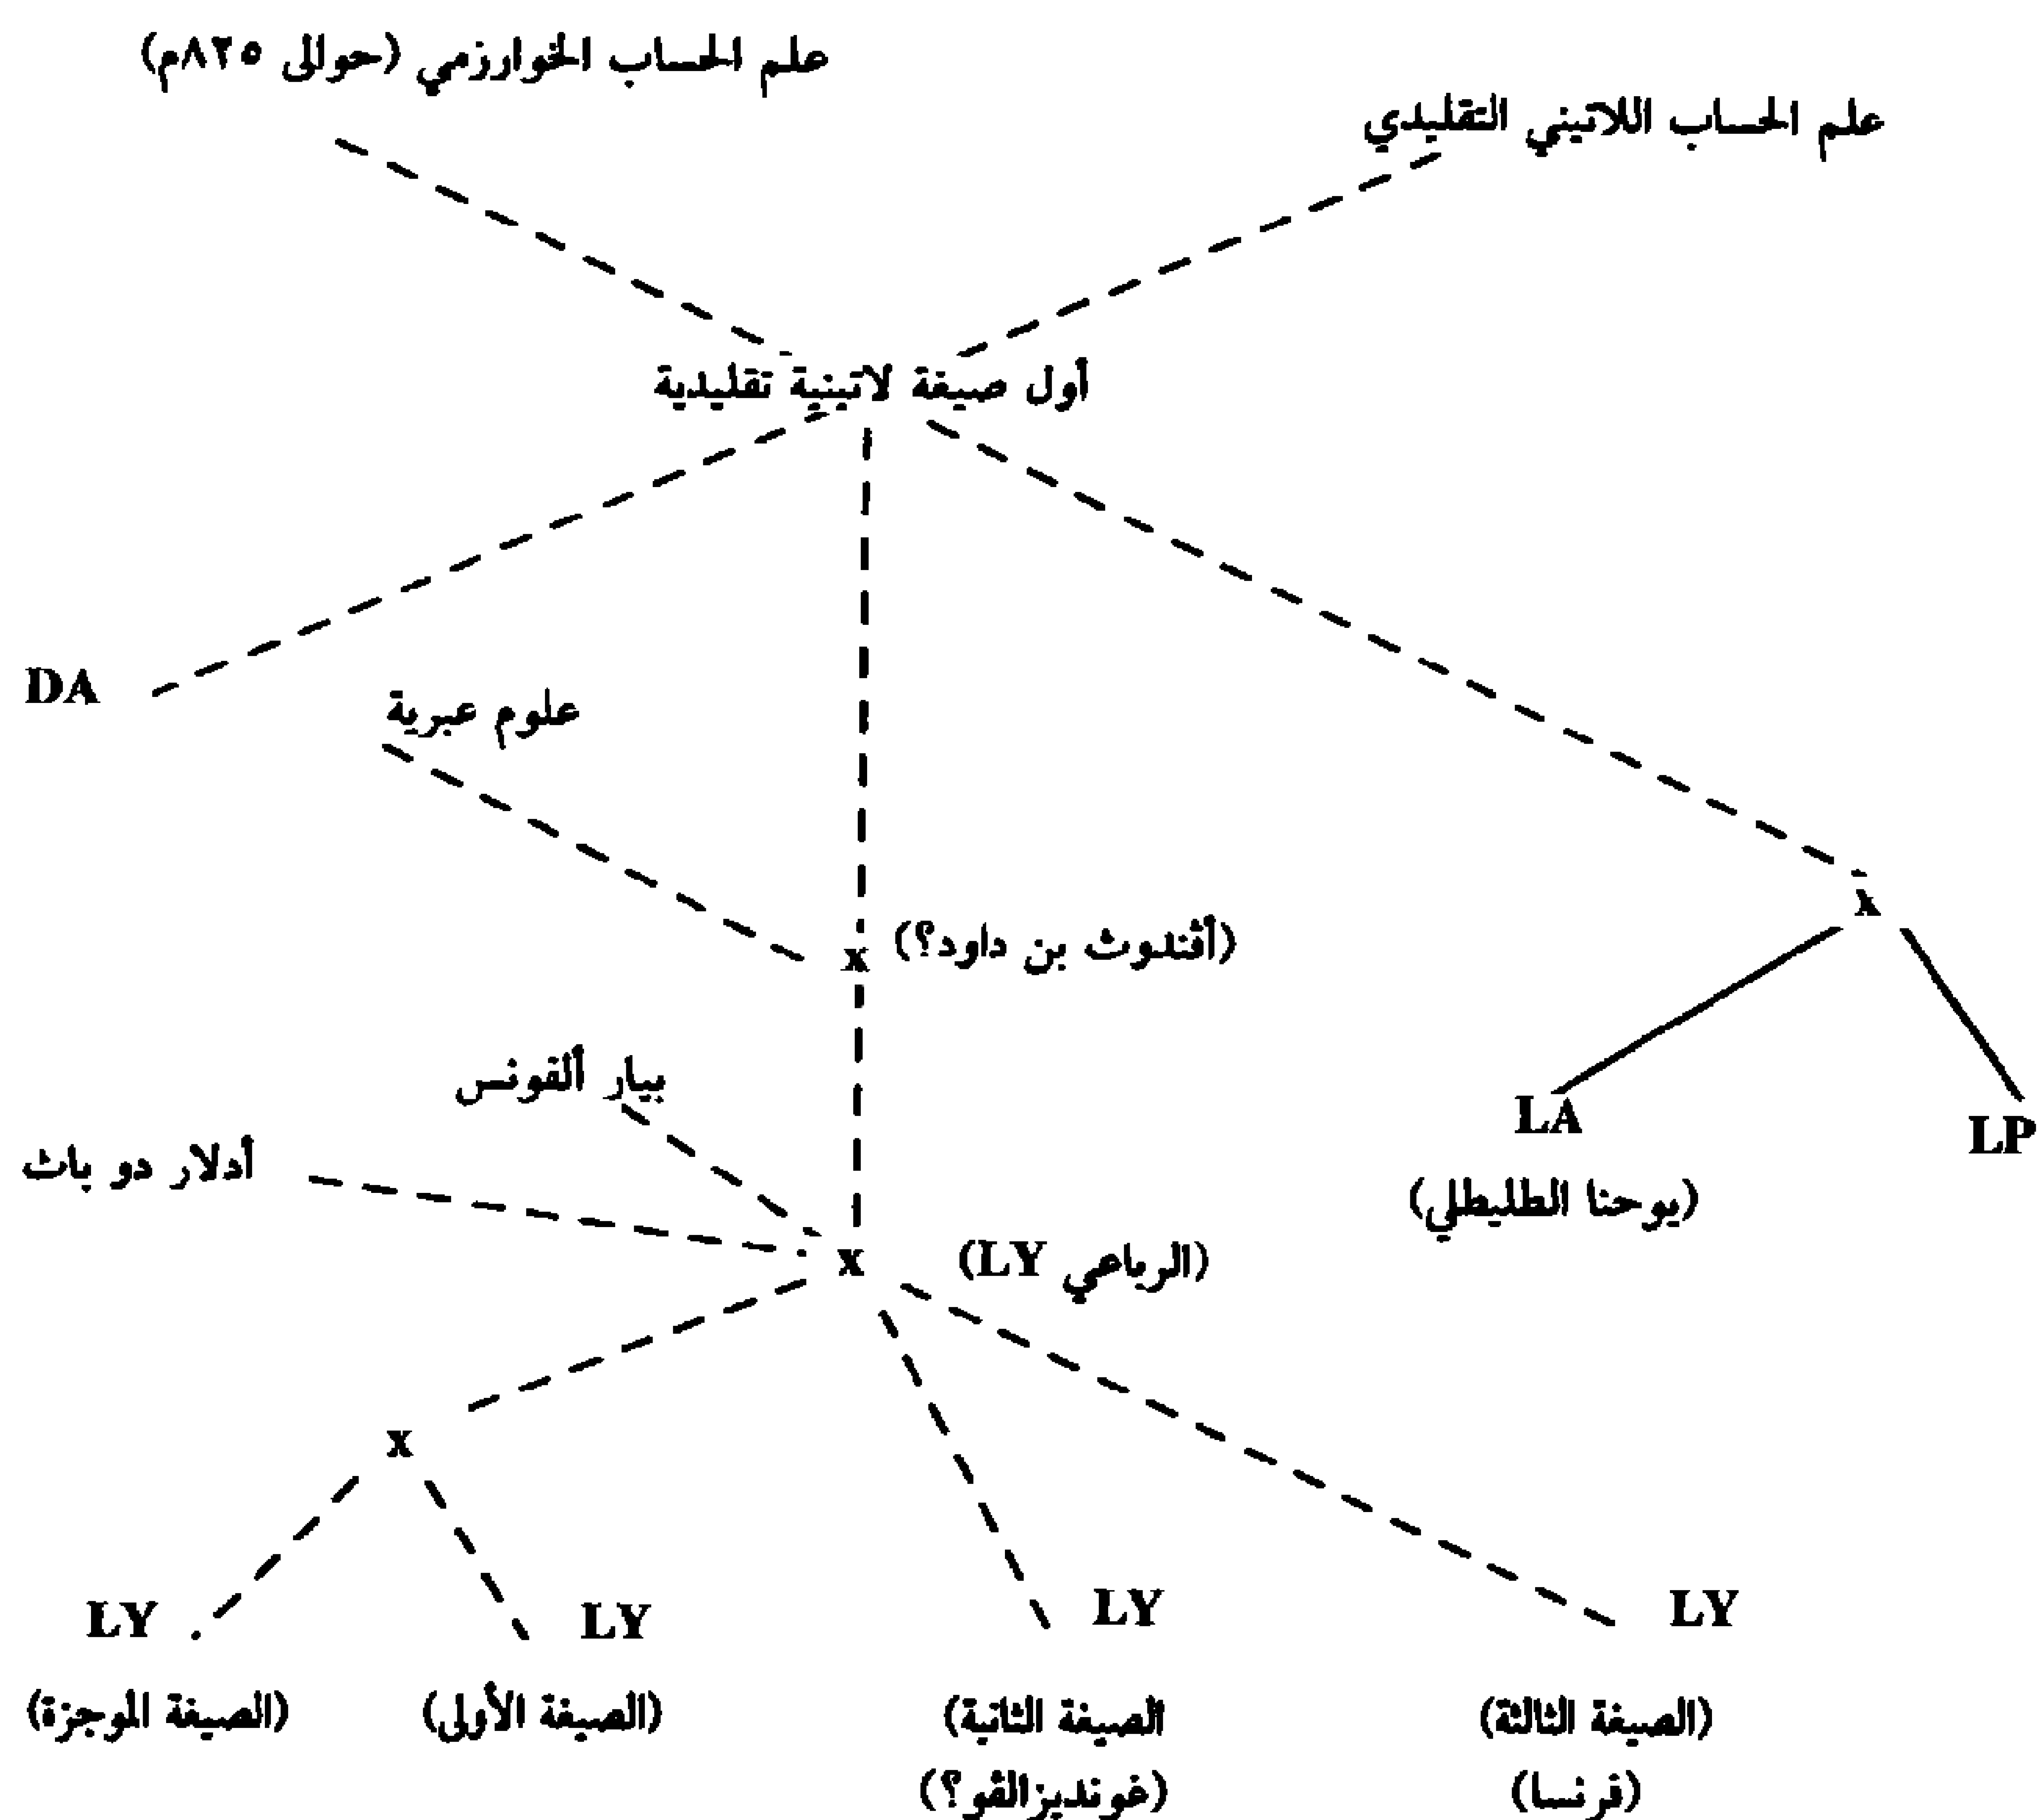 علم الحساب الخوارزمي (حوالى ٨٢٥م)
علم الحساب اللاتيني التقليدي
أول صيغة لاتينية تقليدية
DA
علوم عبرية
x
(أڤندوث بن داود؟)
x
بيار ألفونس
LA
LP
أدلار دو باث
(يوحنا الطليطلي)
x
(الرباعي LY)
x
LY
LY
LY
LY
(الصيغة الموجزة)
(الصيغة الأولى)
الصيغة الثانية)
(الصيغة الثالثة)
(غونديزالڤو؟)
(فرنسا)